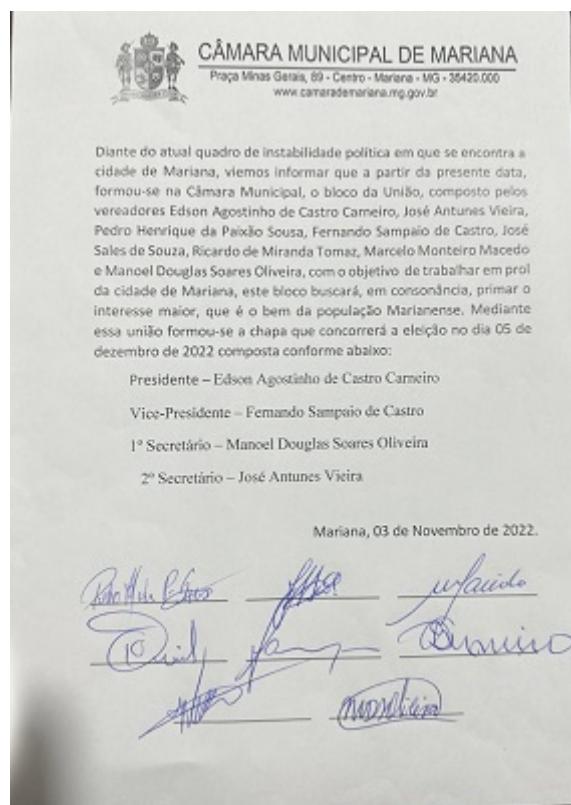 CÂMARA MUNICIPAL DE MARIANA
Praça Minas Gerais, 89 - Centro - Mariana - MG - 35420.000
www.camarademariana.mg.gov.br
Diante do atual quadro de instabilidade política em que se encontra a
cidade de Mariana, viemos informar que a partir da presente data,
formou-se na Câmara Municipal, o bloco da União, composto pelos
vereadores Edson Agostinho de Castro Carneiro, José Antunes Vieira,
Pedro Henrique da Paixão Sousa, Fernando Sampaio de Castro, José
Sales de Souza, Ricardo de Miranda Tomaz, Marcelo Monteiro Macedo
e Manoel Douglas Soares Oliveira, com o objetivo de trabalhar em prol
da cidade de Mariana, este bloco buscará, em consonância, primar o
interesse maior, que é o bem da população Marianense. Mediante
essa união formou-se a chapa que concorrerá a eleição no dia 05 de
dezembro de 2022 composta conforme abaixo:
Presidente – Edson Agostinho de Castro Carneiro
Vice-Presidente – Fernando Sampaio de Castro
1º Secretário – Manoel Douglas Soares Oliveira
2º Secretário – José Antunes Vieira
Mariana, 03 de Novembro de 2022.